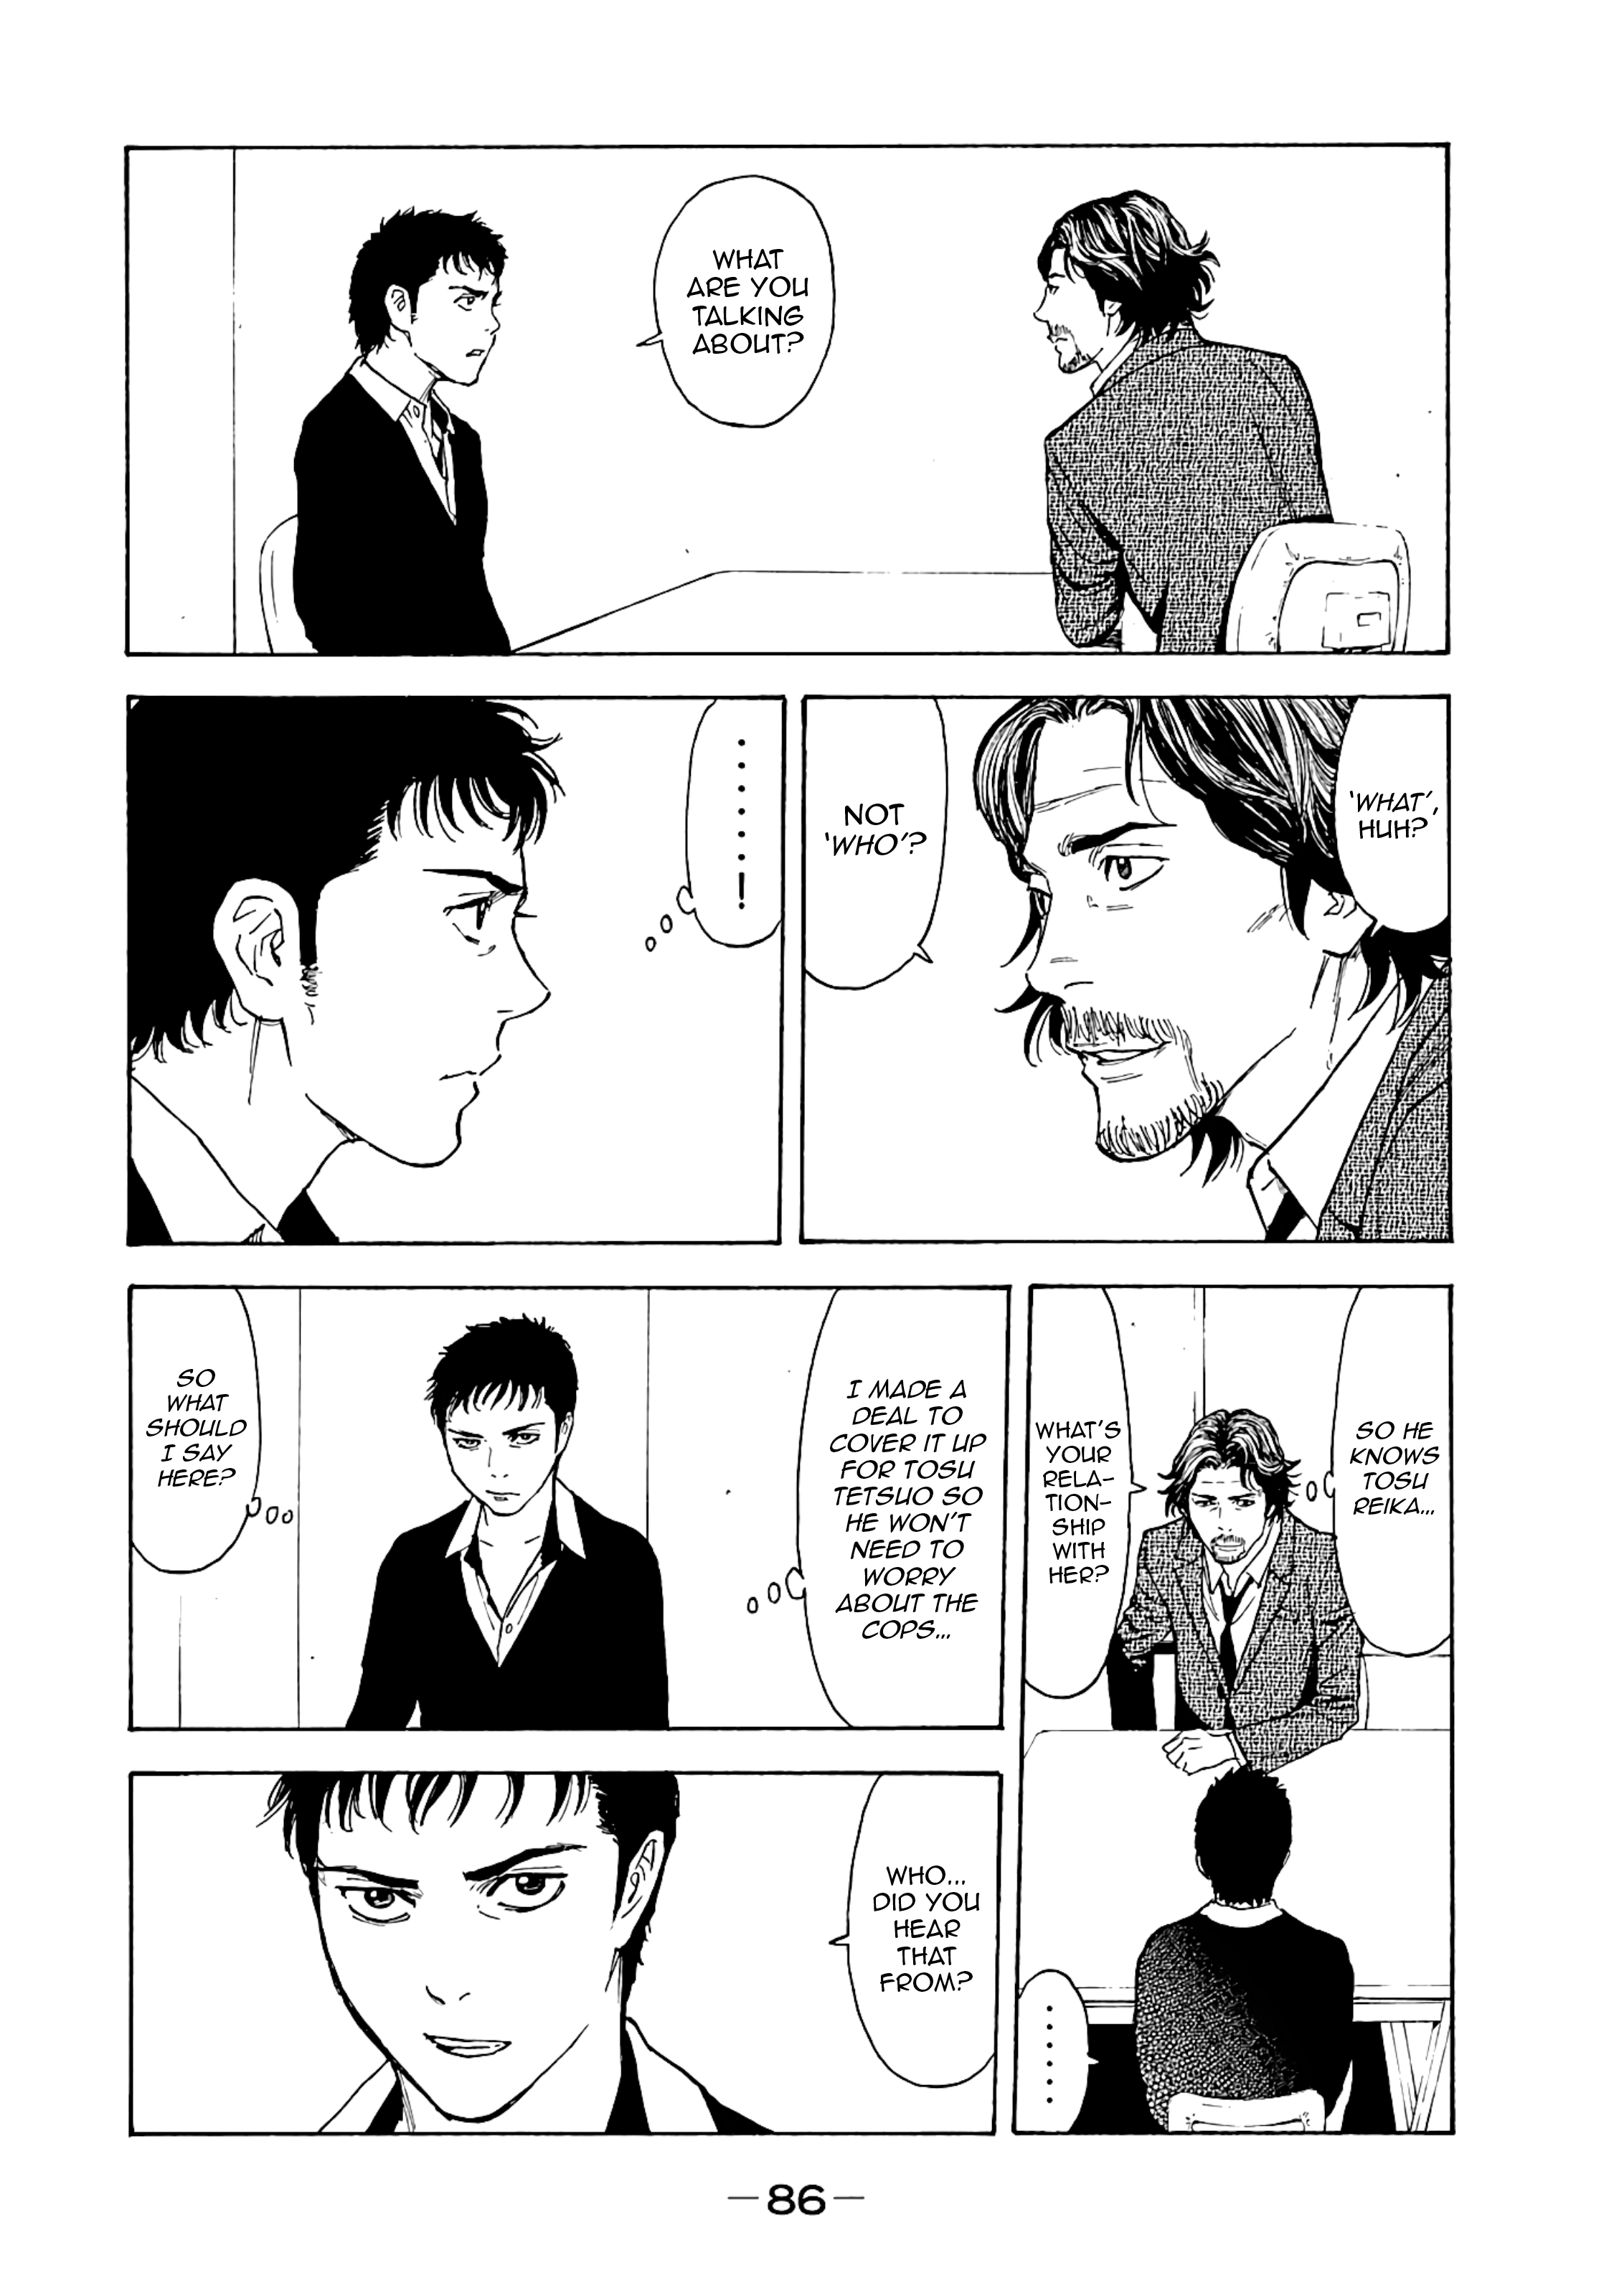 WHAT
ARE YOU
TALKING
ABOUT?
'WHAT',
HUH?
NOT
'WHO'?
........!
SO HE
KNOWS
TOSU
REIKA...
WHAT'S
YOUR
RELA-
TION-
SHIP
WITH
HER?
......
I MADE A
DEAL TO
COVER IT UP
FOR TOSU
TETSUO SO
HE WON'T
NEED TO
WORRY
ABOUT THE
COPS...
SO
WHAT
SHOULD
I SAY
HERE?
WHO...
DID YOU
HEAR
THAT
FROM?
—86—